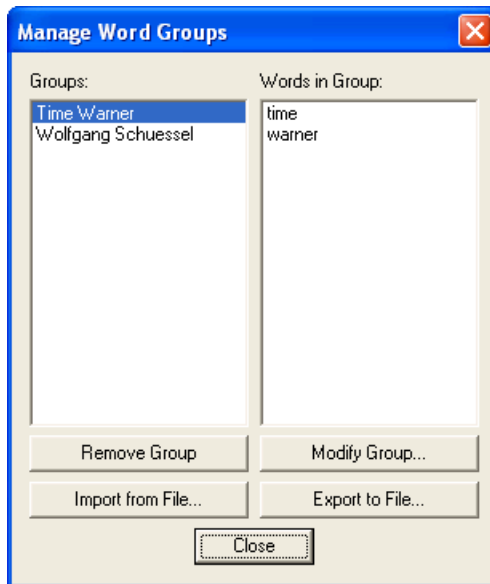 Manage Word Groups
Groups:
Words in Group:
Time Warner
Wolfgang Schuessel
time
warner
Remove Group
Modify Group...
Import from File...
Export to File...
Close